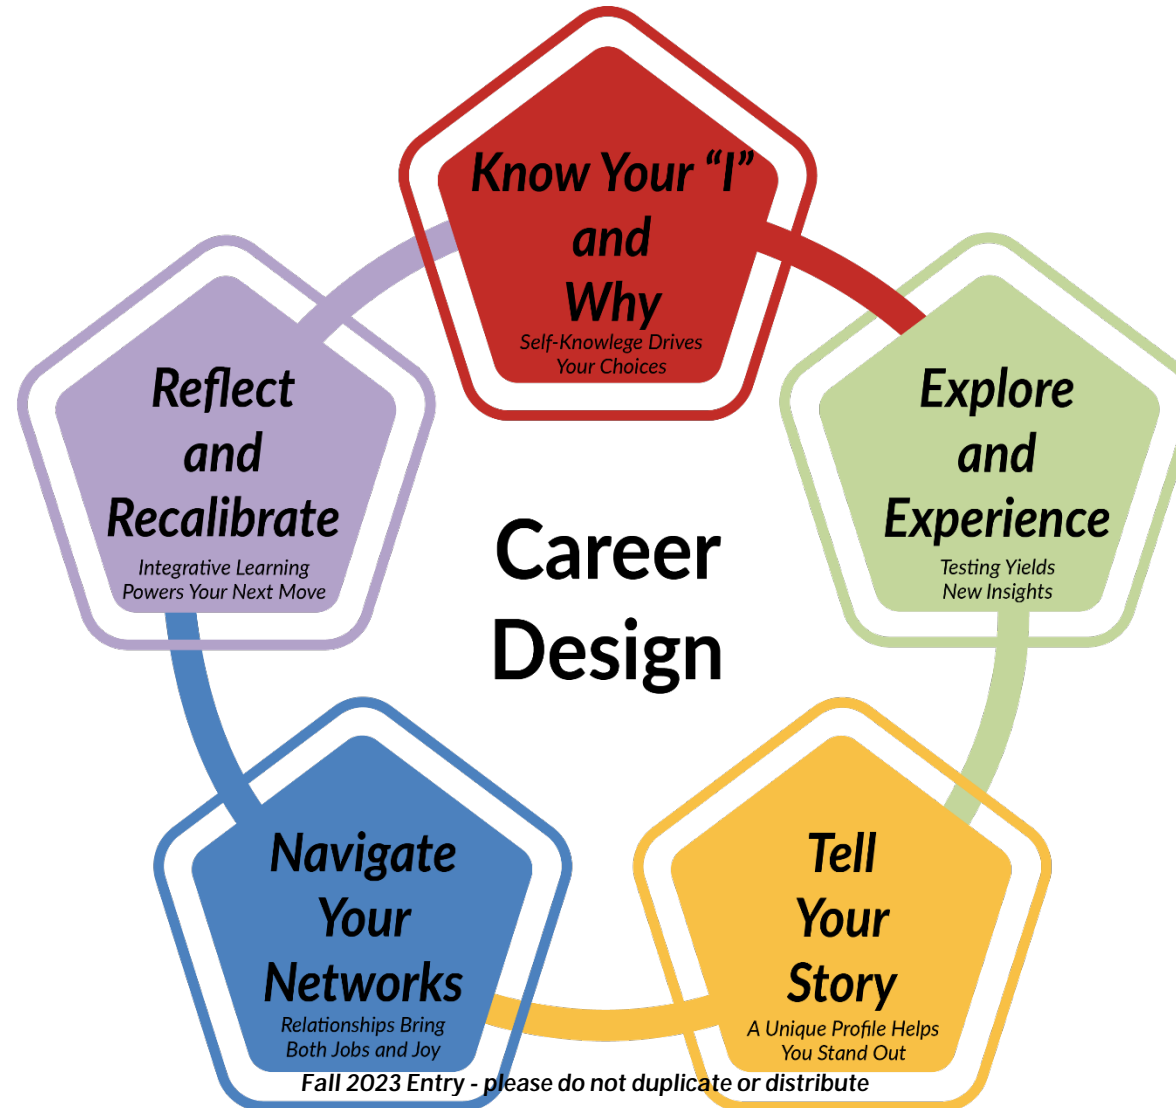 Know Your “I”
and
Why
Self-Knowlege Drives
Your Choices
Reflect
and
Recalibrate
Integrative Learning
Powers Your Next Move
Explore
and
Experience
Testing Yields
New Insights
Career
Design
Navigate
Your
Networks
Relationships Bring
Both Jobs and Joy
Tell
Your
Story
A Unique Profile Helps
You Stand Out
Fall 2023 Entry - please do not duplicate or distribute